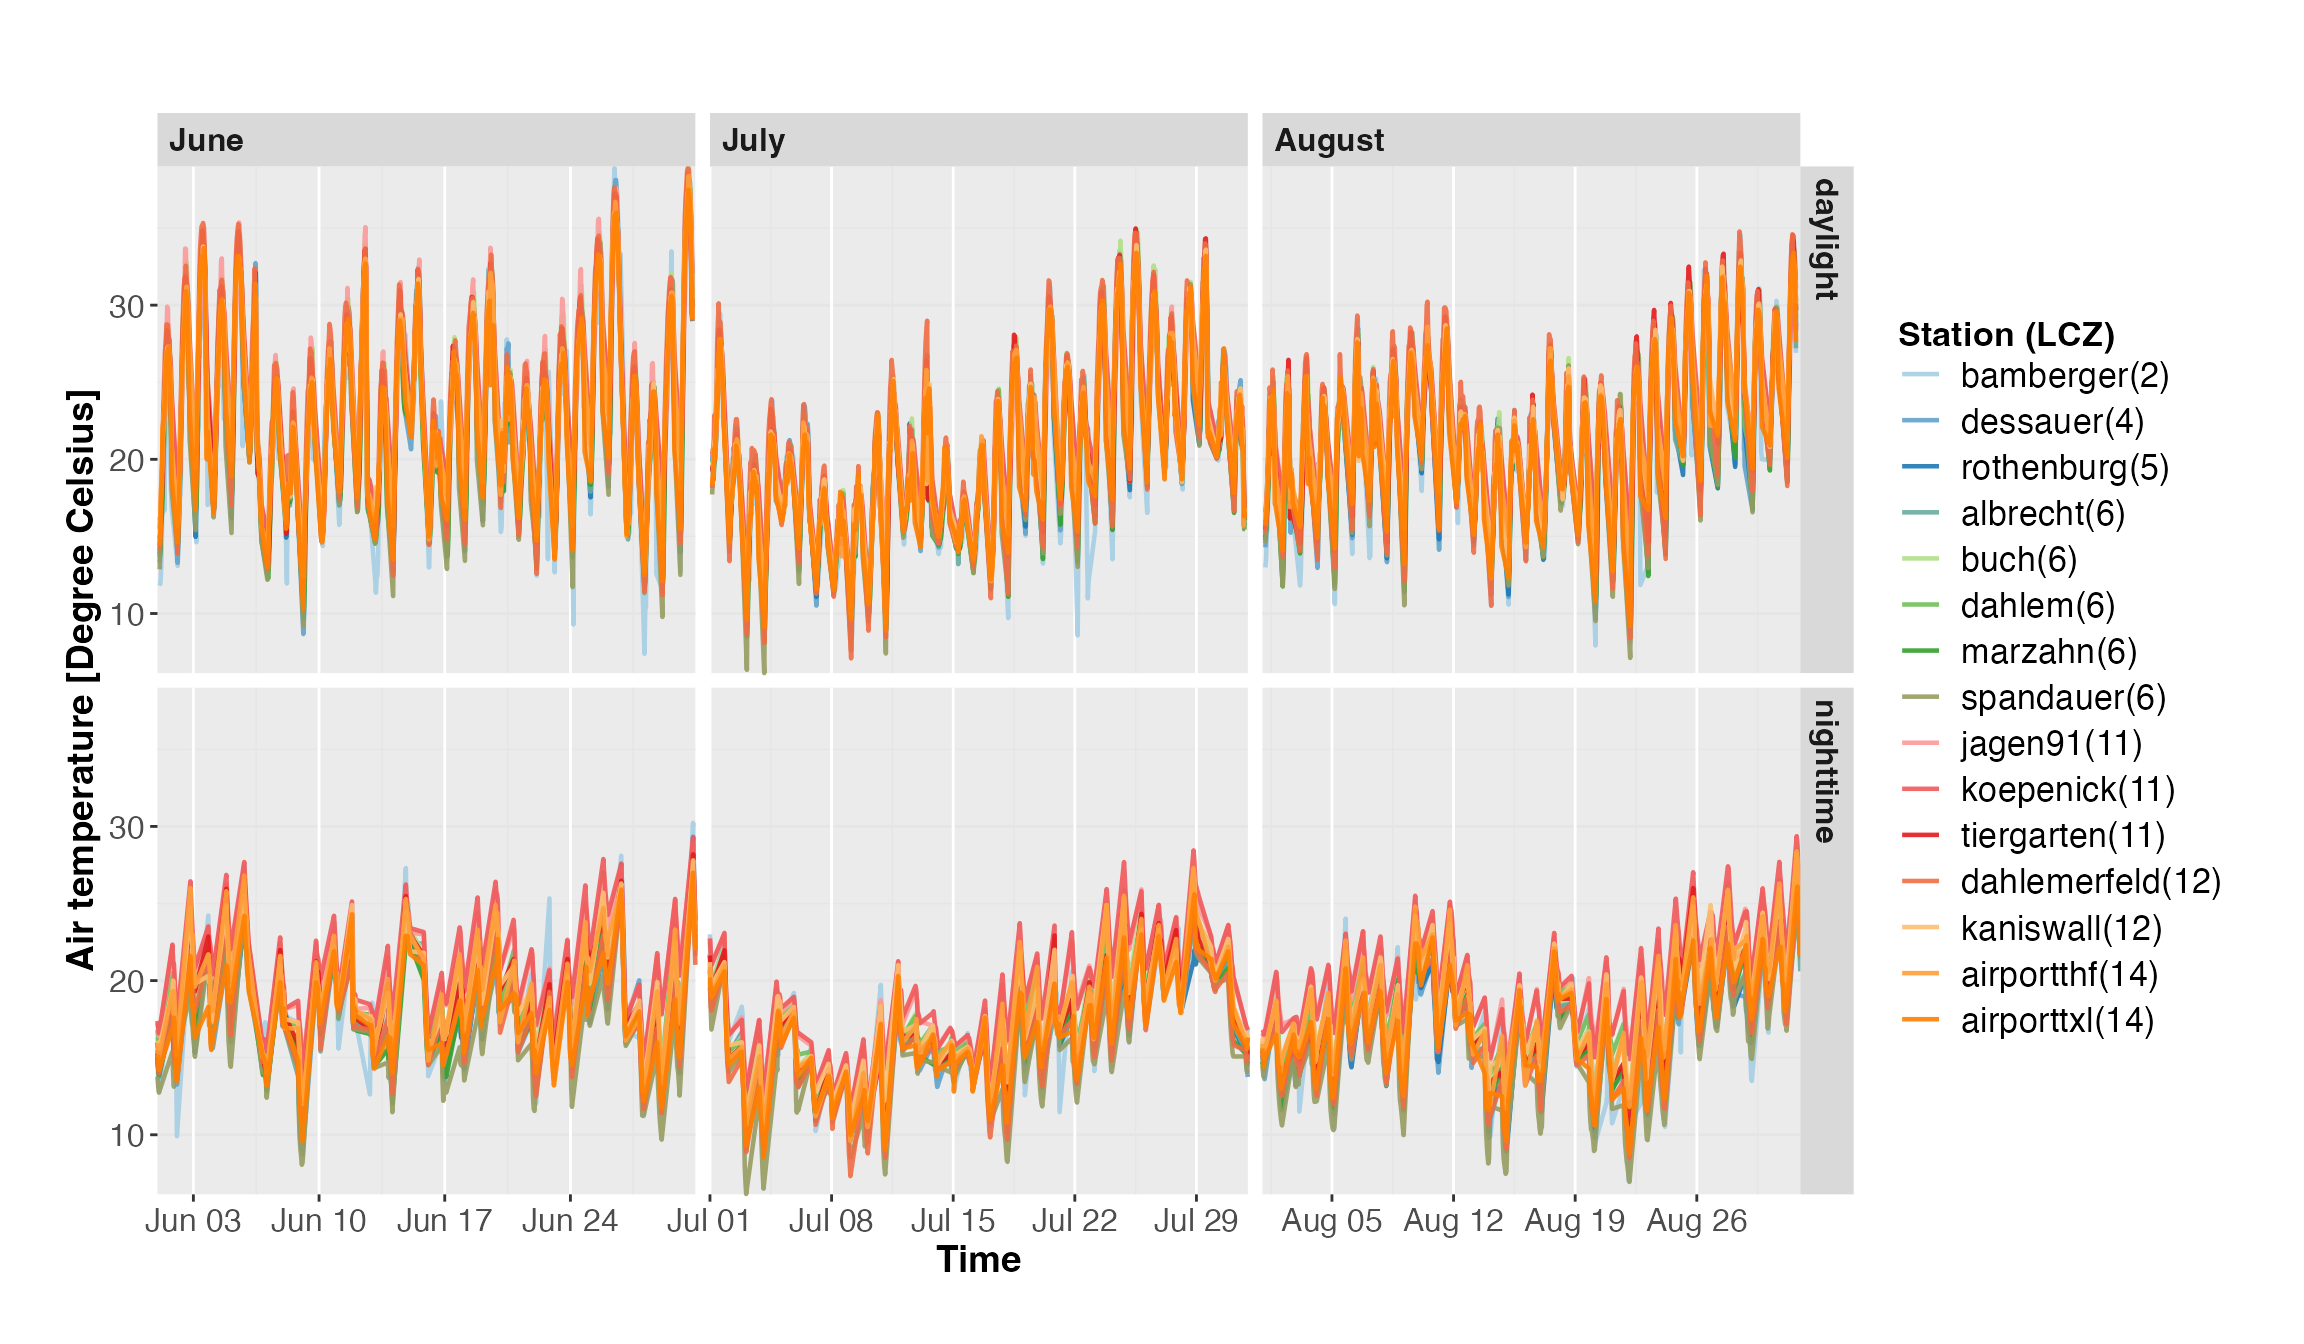 June
July
August
daylight
nighttime
Air temperature [Degree Celsius]
30
20
10
30
20
10
Jun 03
Jun 10
Jun 17
Jun 24
Jul 01
Jul 08
Jul 15
Jul 22
Jul 29
Aug 05
Aug 12
Aug 19
Aug 26
Time
Station (LCZ)
bamberger(2)
dessauer(4)
rothenburg(5)
albrecht(6)
buch(6)
dahlem(6)
marzahn(6)
spandauer(6)
jagen91(11)
koepenick(11)
tiergarten(11)
dahlemerfeld(12)
kaniswall(12)
airportthf(14)
airporttxl(14)